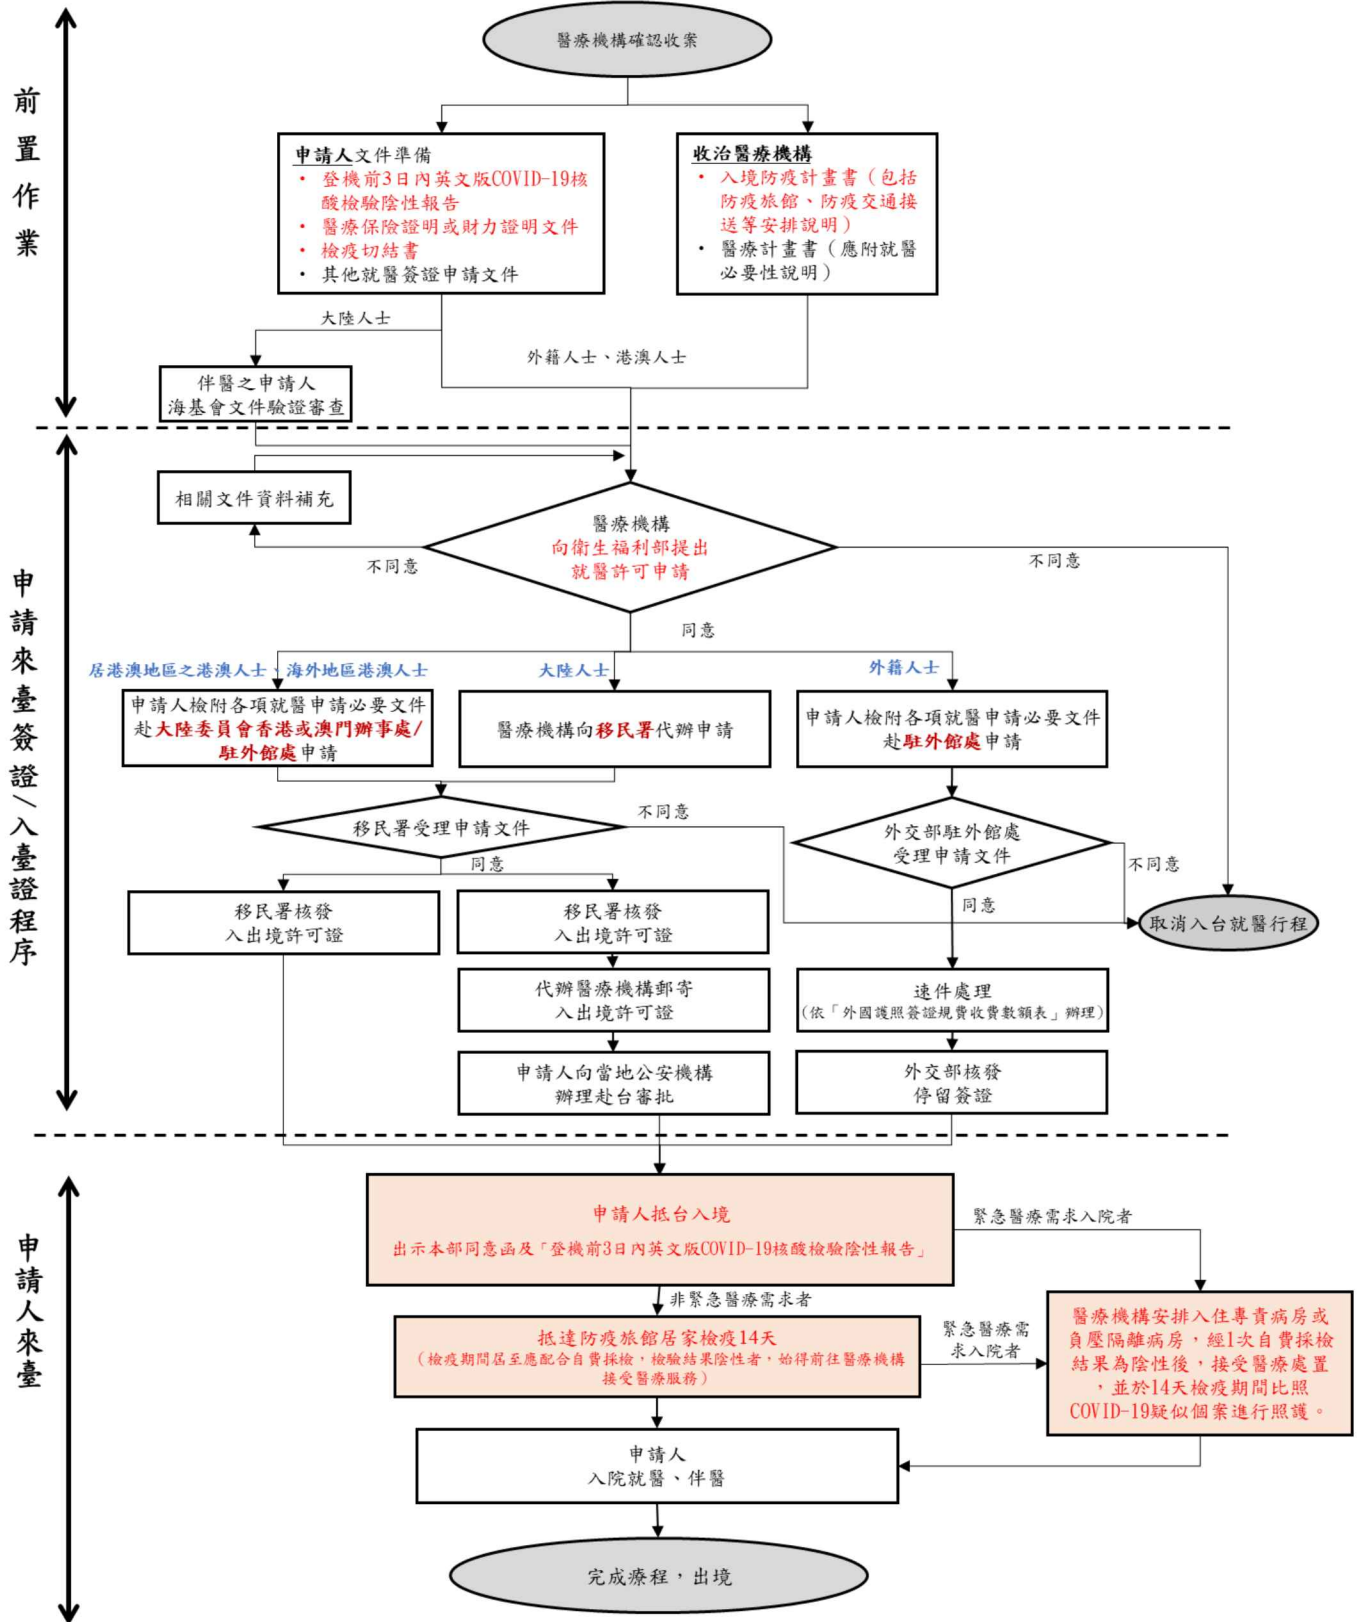 醫療機構確認收案
前
置
作
業
申請人文件準備
• 登機前3日內英文版COVID-19核
酸檢驗陰性報告
• 醫療保險證明或財力證明文件
• 檢疫切結書
• 其他就醫簽證申請文件
收治醫療機構
• 入境防疫計畫書（包括
防疫旅館、防疫交通接
送等安排說明）
• 醫療計畫書（應附就醫
必要性說明）
大陸人士
外籍人士、港澳人士
伴醫之申請人
海基會文件驗證審查
申
請
來
臺
簽
證
/
入
臺
證
程
序
相關文件資料補充
醫療機構
向衛生福利部提出
就醫許可申請
不同意
不同意
同意
居港澳地區之港澳人士、海外地區港澳人士
大陸人士
外籍人士
申請人檢附各項就醫申請必要文件
赴大陸委員會香港或澳門辦事處/
駐外館處申請
醫療機構向移民署代辦申請
申請人檢附各項就醫申請必要文件
赴駐外館處申請
移民署受理申請文件
不同意
同意
外交部駐外館處
受理申請文件
不同意
同意
移民署核發
入出境許可證
移民署核發
入出境許可證
取消入台就醫行程
代辦醫療機構郵寄
入出境許可證
速件處理
（依「外國護照簽證規費收費數額表」辦理）
申請人向當地公安機構
辦理赴台審批
外交部核發
停留簽證
申
請
人
來
臺
申請人抵台入境
出示本部同意函及「登機前3日內英文版COVID-19核酸檢驗陰性報告」
緊急醫療需求入院者
非緊急醫療需求者
抵達防疫旅館居家檢疫14天
（檢疫期間屆至應配合自費採檢，檢驗結果陰性者，始得前往醫療機構
接受醫療服務）
緊急醫療需
求入院者
醫療機構安排入住專責病房或
負壓隔離病房，經1次自費採檢
結果為陰性後，接受醫療處置
，並於14天檢疫期間比照
COVID-19疑似個案進行照護。
申請人
入院就醫、伴醫
完成療程，出境